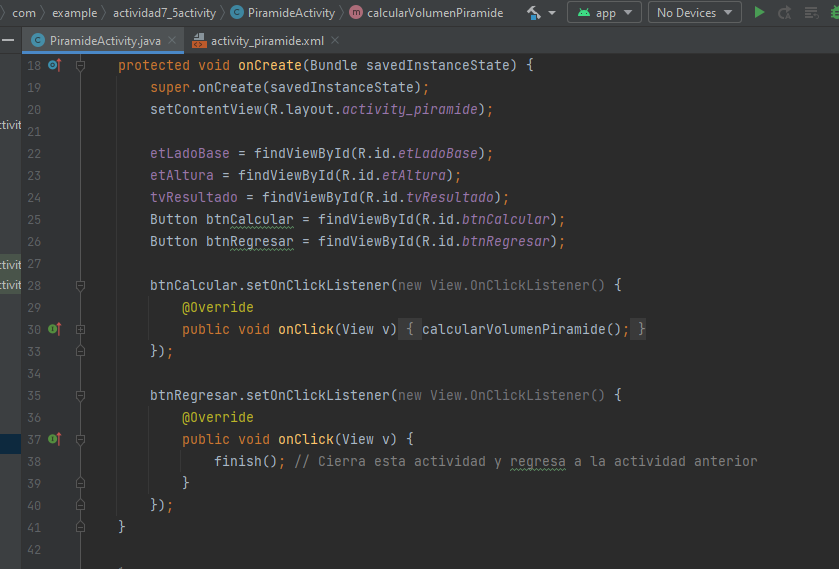 com example actividad7_5activity PiramideActivity calcularVolumenPiramide app No Devices
PiramideActivity.java activity_piramide.xml
18 protected void onCreate(Bundle savedInstanceState) {
19 super.onCreate(savedInstanceState);
20 setContentView(R.layout.activity_piramide);
21
22 etLadoBase = findViewById(R.id.etLadoBase);
23 etAltura = findViewById(R.id.etAltura);
24 tvResultado = findViewById(R.id.tvResultado);
25 Button btnCalcular = findViewById(R.id.btnCalcular);
26 Button btnRegresar = findViewById(R.id.btnRegresar);
27
28 btnCalcular.setOnClickListener(new View.OnClickListener() {
29 @Override
30 public void onClick(View v) { calcularVolumenPiramide(); }
33 });
34
35 btnRegresar.setOnClickListener(new View.OnClickListener() {
36 @Override
37 public void onClick(View v) {
38 finish(); // Cierra esta actividad y regresa a la actividad anterior
39 }
40 });
41 }
42